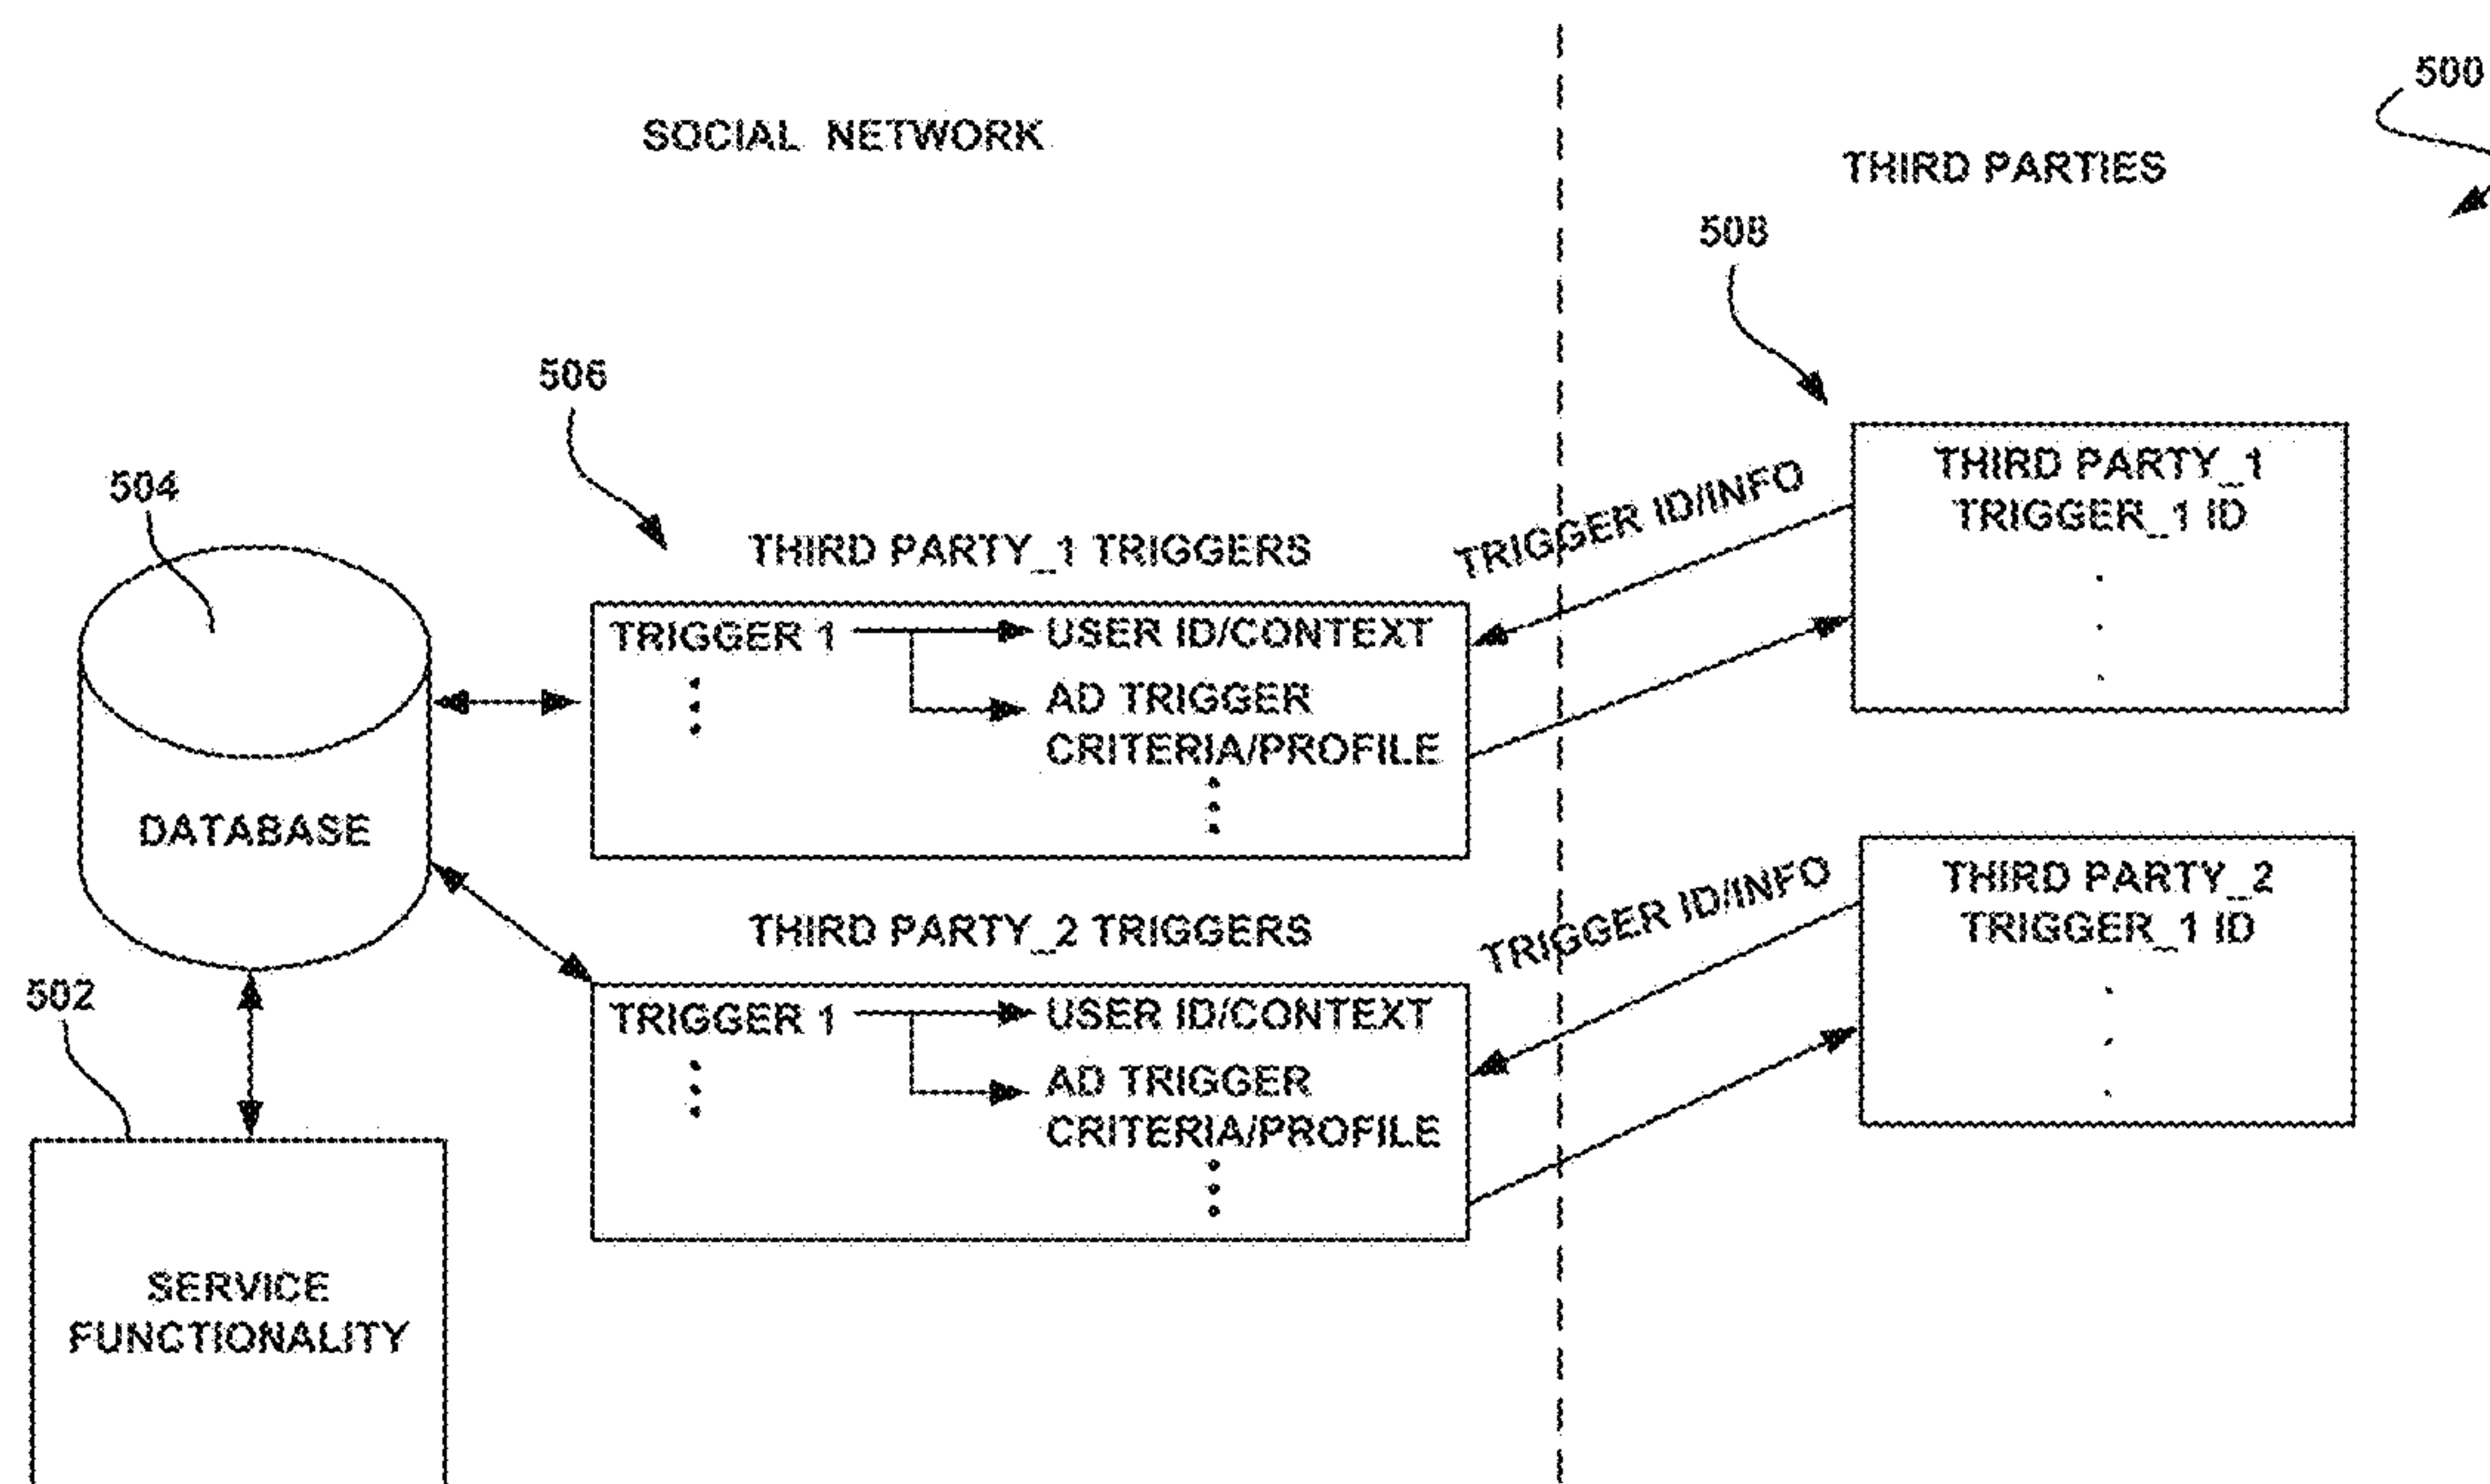 500
SOCIAL NETWORK
THIRD PARTIES
508
506
504
THIRD PARTY_1
TRIGGER_1 ID
TRIGGER ID/INFO
THIRD PARTY_1 TRIGGERS
TRIGGER 1
USER ID/CONTEXT
AD TRIGGER
CRITERIA/PROFILE
DATABASE
THIRD PARTY_2
TRIGGER_1 ID
TRIGGER ID/INFO
THIRD PARTY_2 TRIGGERS
502
TRIGGER 1
USER ID/CONTEXT
AD TRIGGER
CRITERIA/PROFILE
SERVICE
FUNCTIONALITY